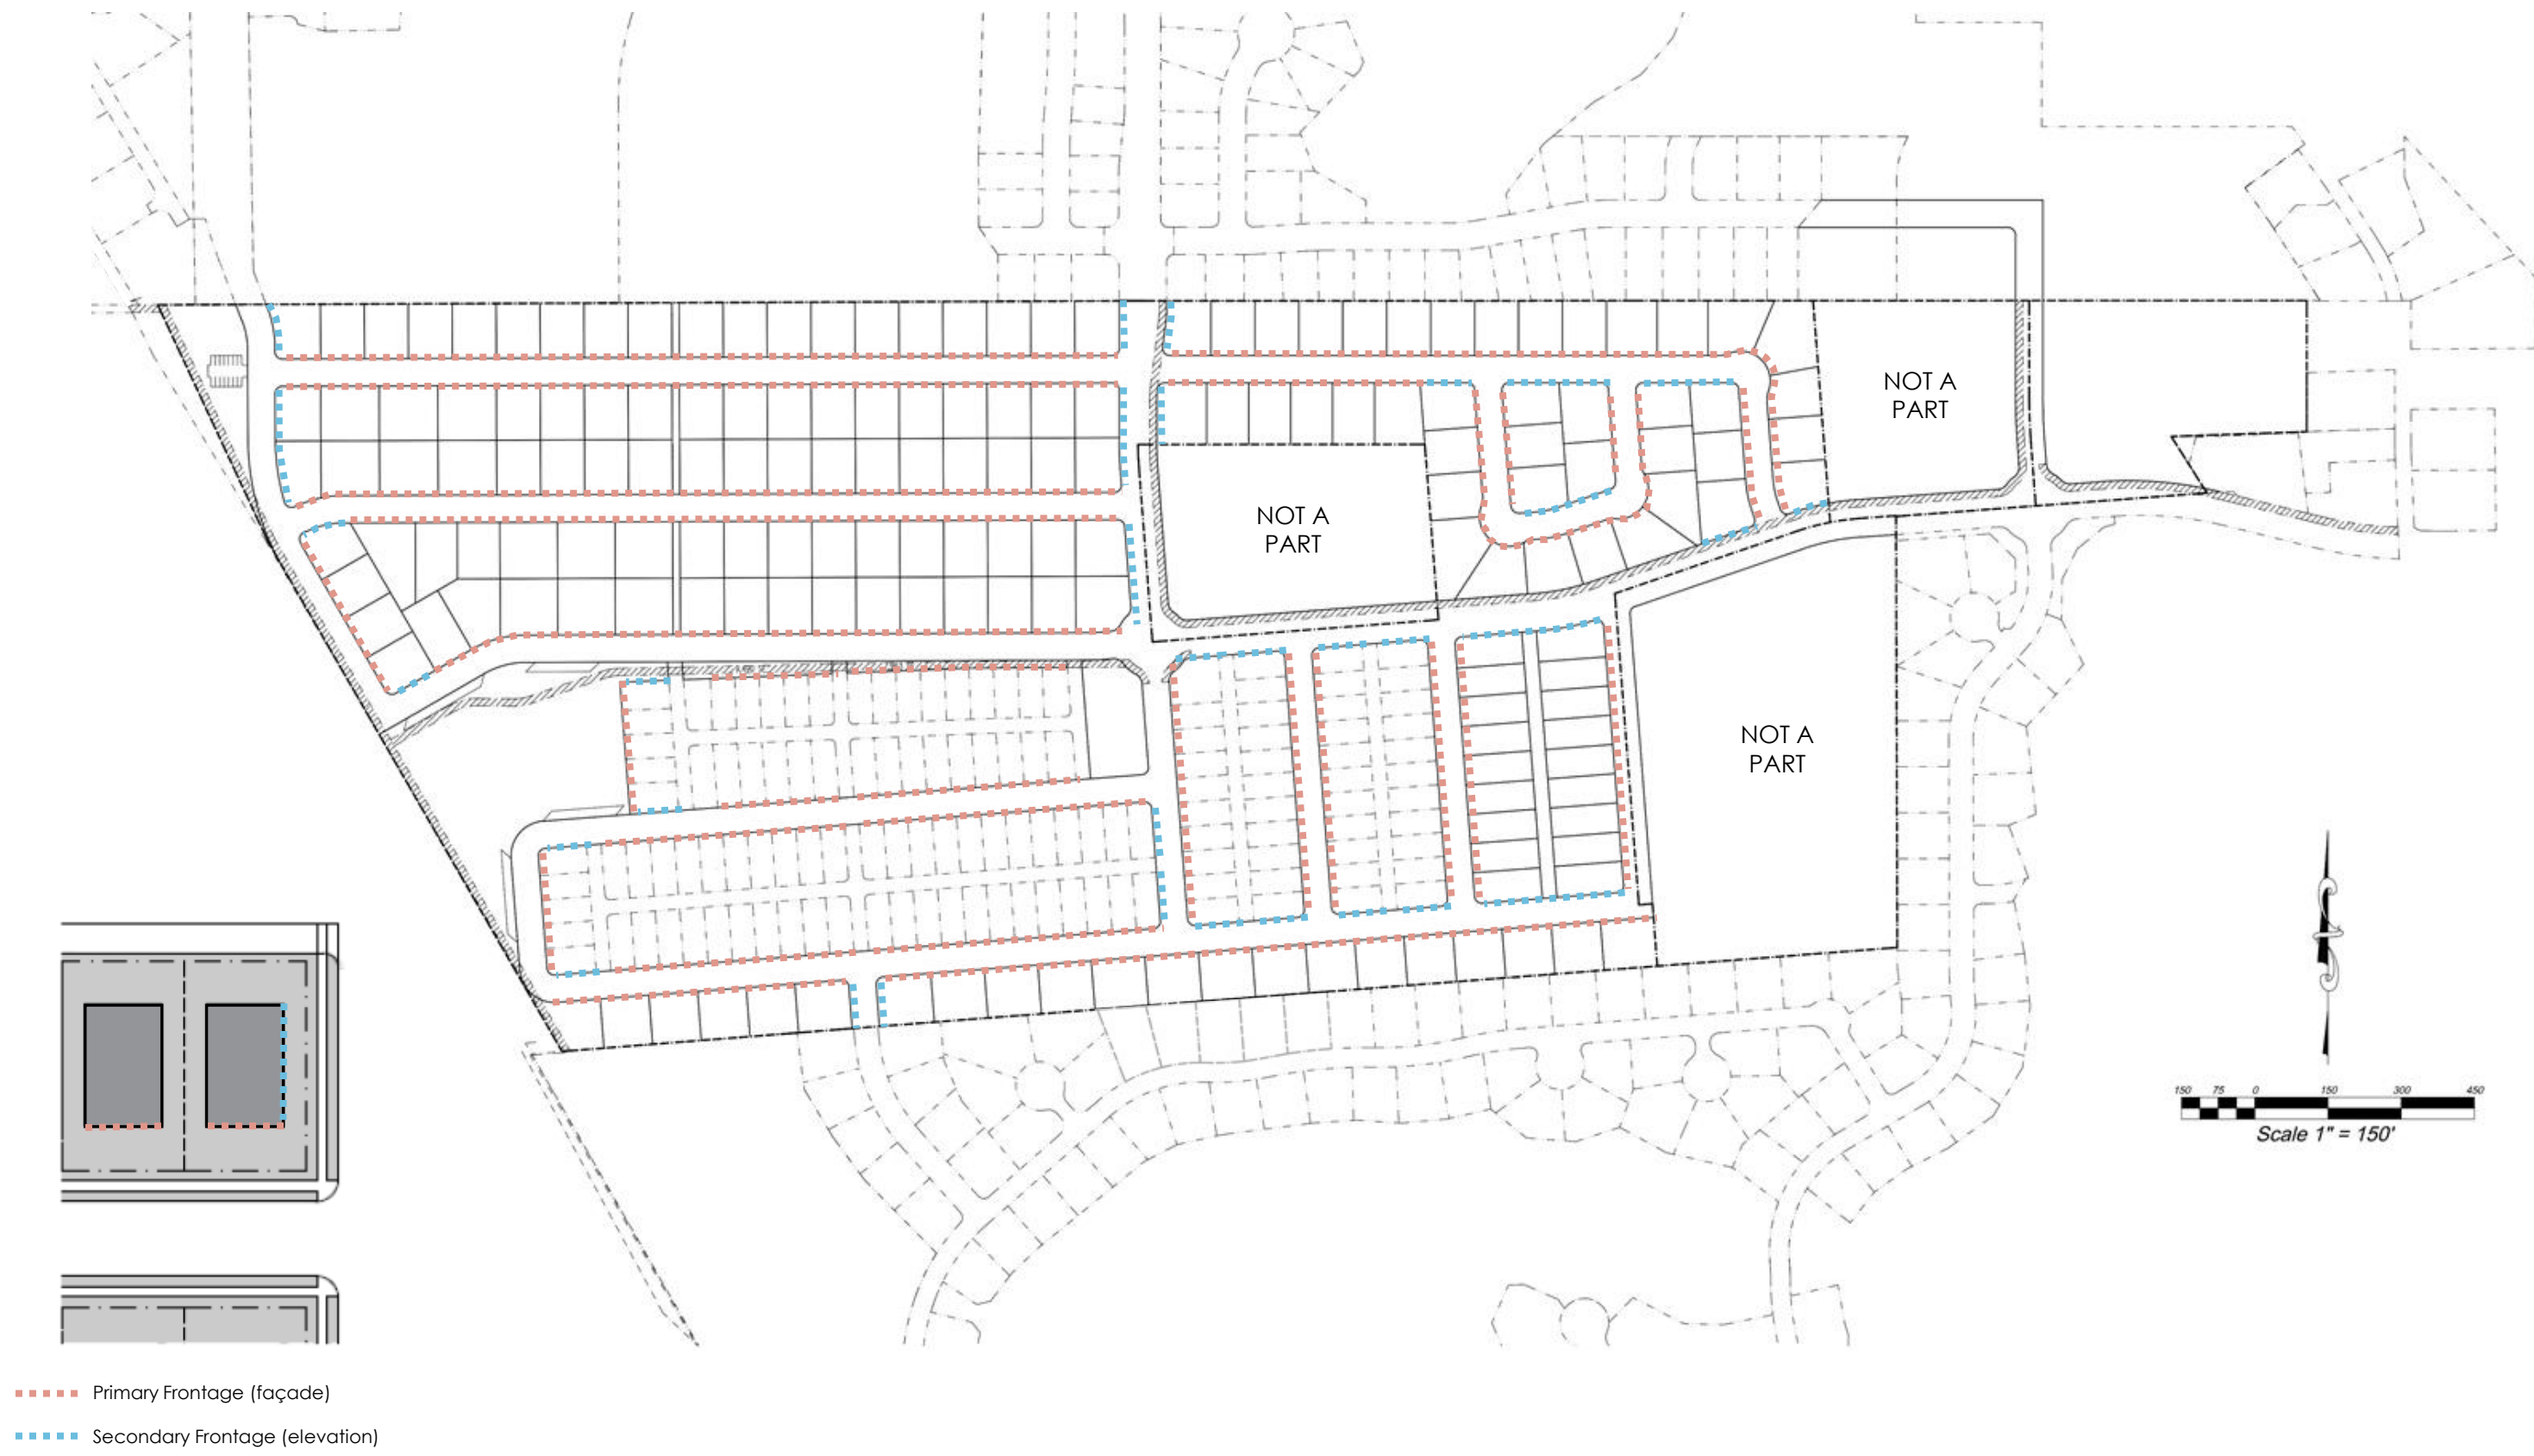 NOT A
PART
NOT A
PART
NOT A
PART
150 75 0 150 300 450
Scale 1" = 150'
Primary Frontage (façade)
Secondary Frontage (elevation)